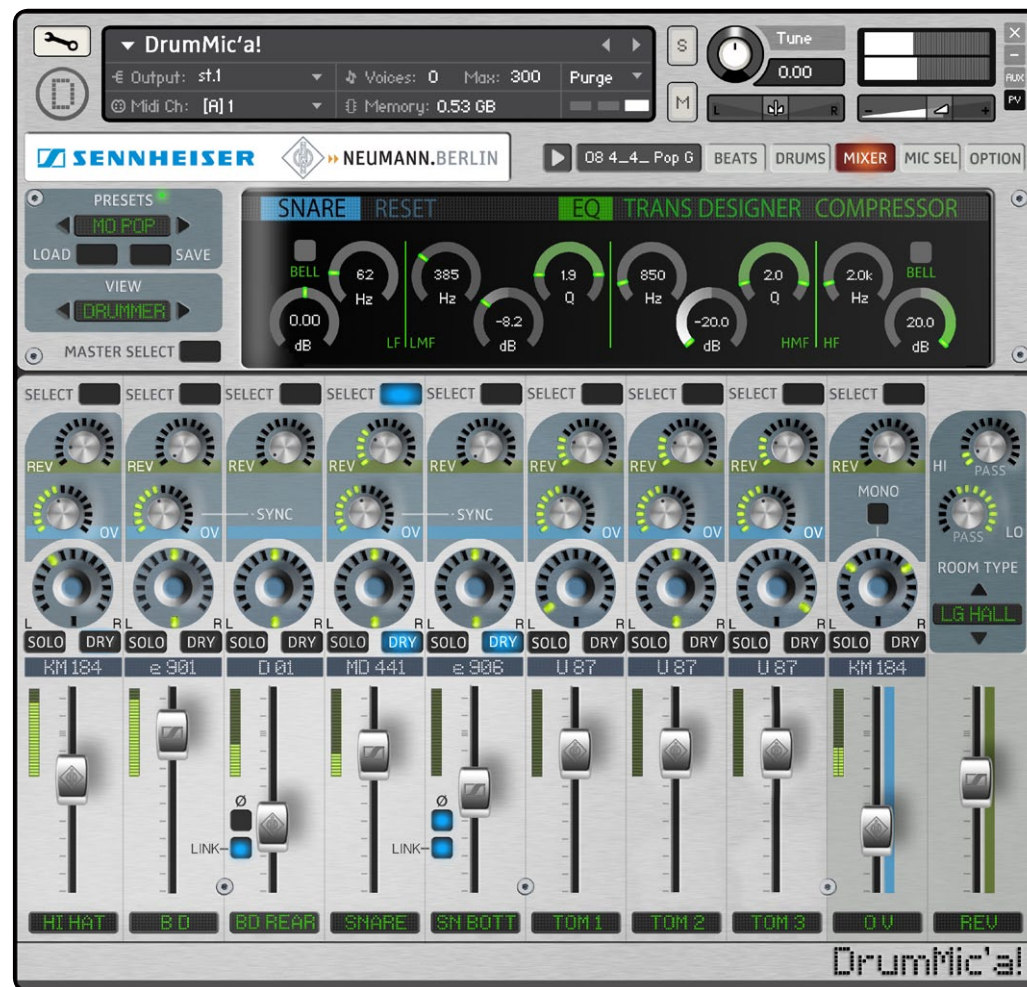 DrumMic'a!
S
Tune
0.00
X
-
AUX
PV
Output: st.1
Voices: 0 Max: 300 Purge
D
Midi Ch: [A] 1
Memory: 0.53 GB
M
L R
- +
SENNHEISER
NEUMANN.BERLIN
08 4_4_ Pop G
BEATS DRUMS MIXER MIC SEL OPTION
PRESETS
MO POP
LOAD SAVE
VIEW
DRUMMER
MASTER SELECT
SNARE RESET EQ TRANS DESIGNER COMPRESSOR
BELL 62 Hz 385 Hz 1.9 Q 850 Hz 2.0 Q 2.0k Hz BELL
0.00 dB -8.2 dB -20.0 dB 20.0 dB
LF LMF HMF HF
SELECT SELECT SELECT SELECT SELECT SELECT SELECT SELECT SELECT
REV REV REV REV REV REV REV REV REV HI PASS
MONO
SYNC SYNC
OV OV OV OV OV OV OV OV PASS LO
ROOM TYPE
LG HALL
L R L R L R L R L R L R L R L R L R
SOLO DRY SOLO DRY SOLO DRY SOLO DRY SOLO DRY SOLO DRY SOLO DRY SOLO DRY SOLO DRY
KM 184 e 901 D 01 MD 441 e 906 U 87 U 87 U 87 KM 184
Ø Ø
LINK LINK
HI HAT B D BD REAR SNARE SN BOTT TOM 1 TOM 2 TOM 3 O V REV
DrumMic'a!